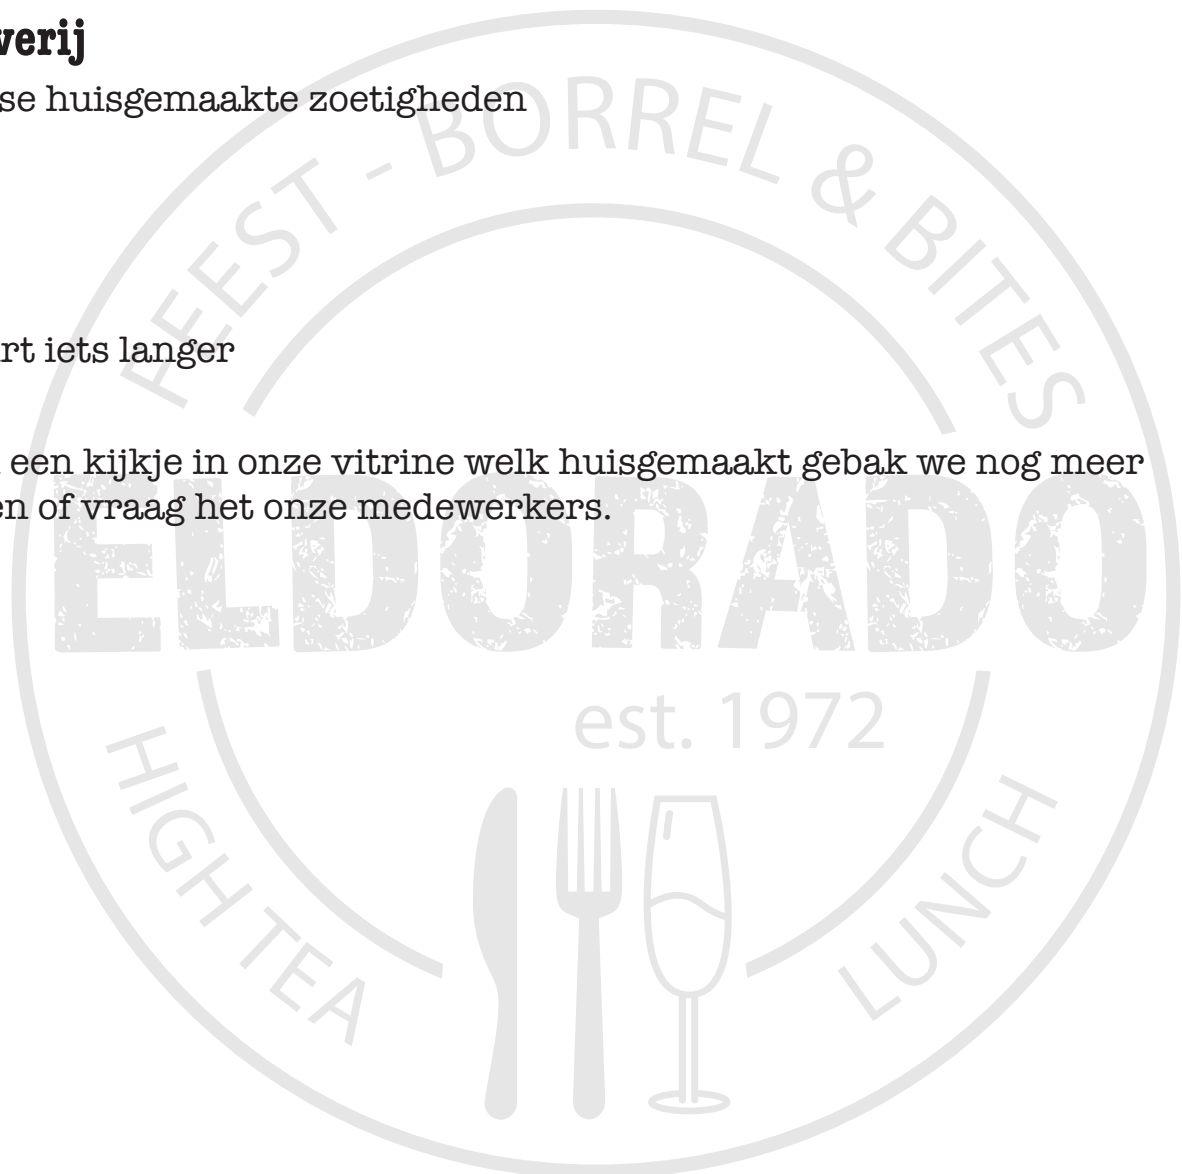 verij
se huisgemaakte zoetigheden
rt iets langer
een kijkje in onze vitrine welk huisgemaakt gebak we nog meer
en of vraag het onze medewerkers.
FEEST - BORREL & BITES
ELDORADO
est. 1972
HIGH TEA
LUNCH